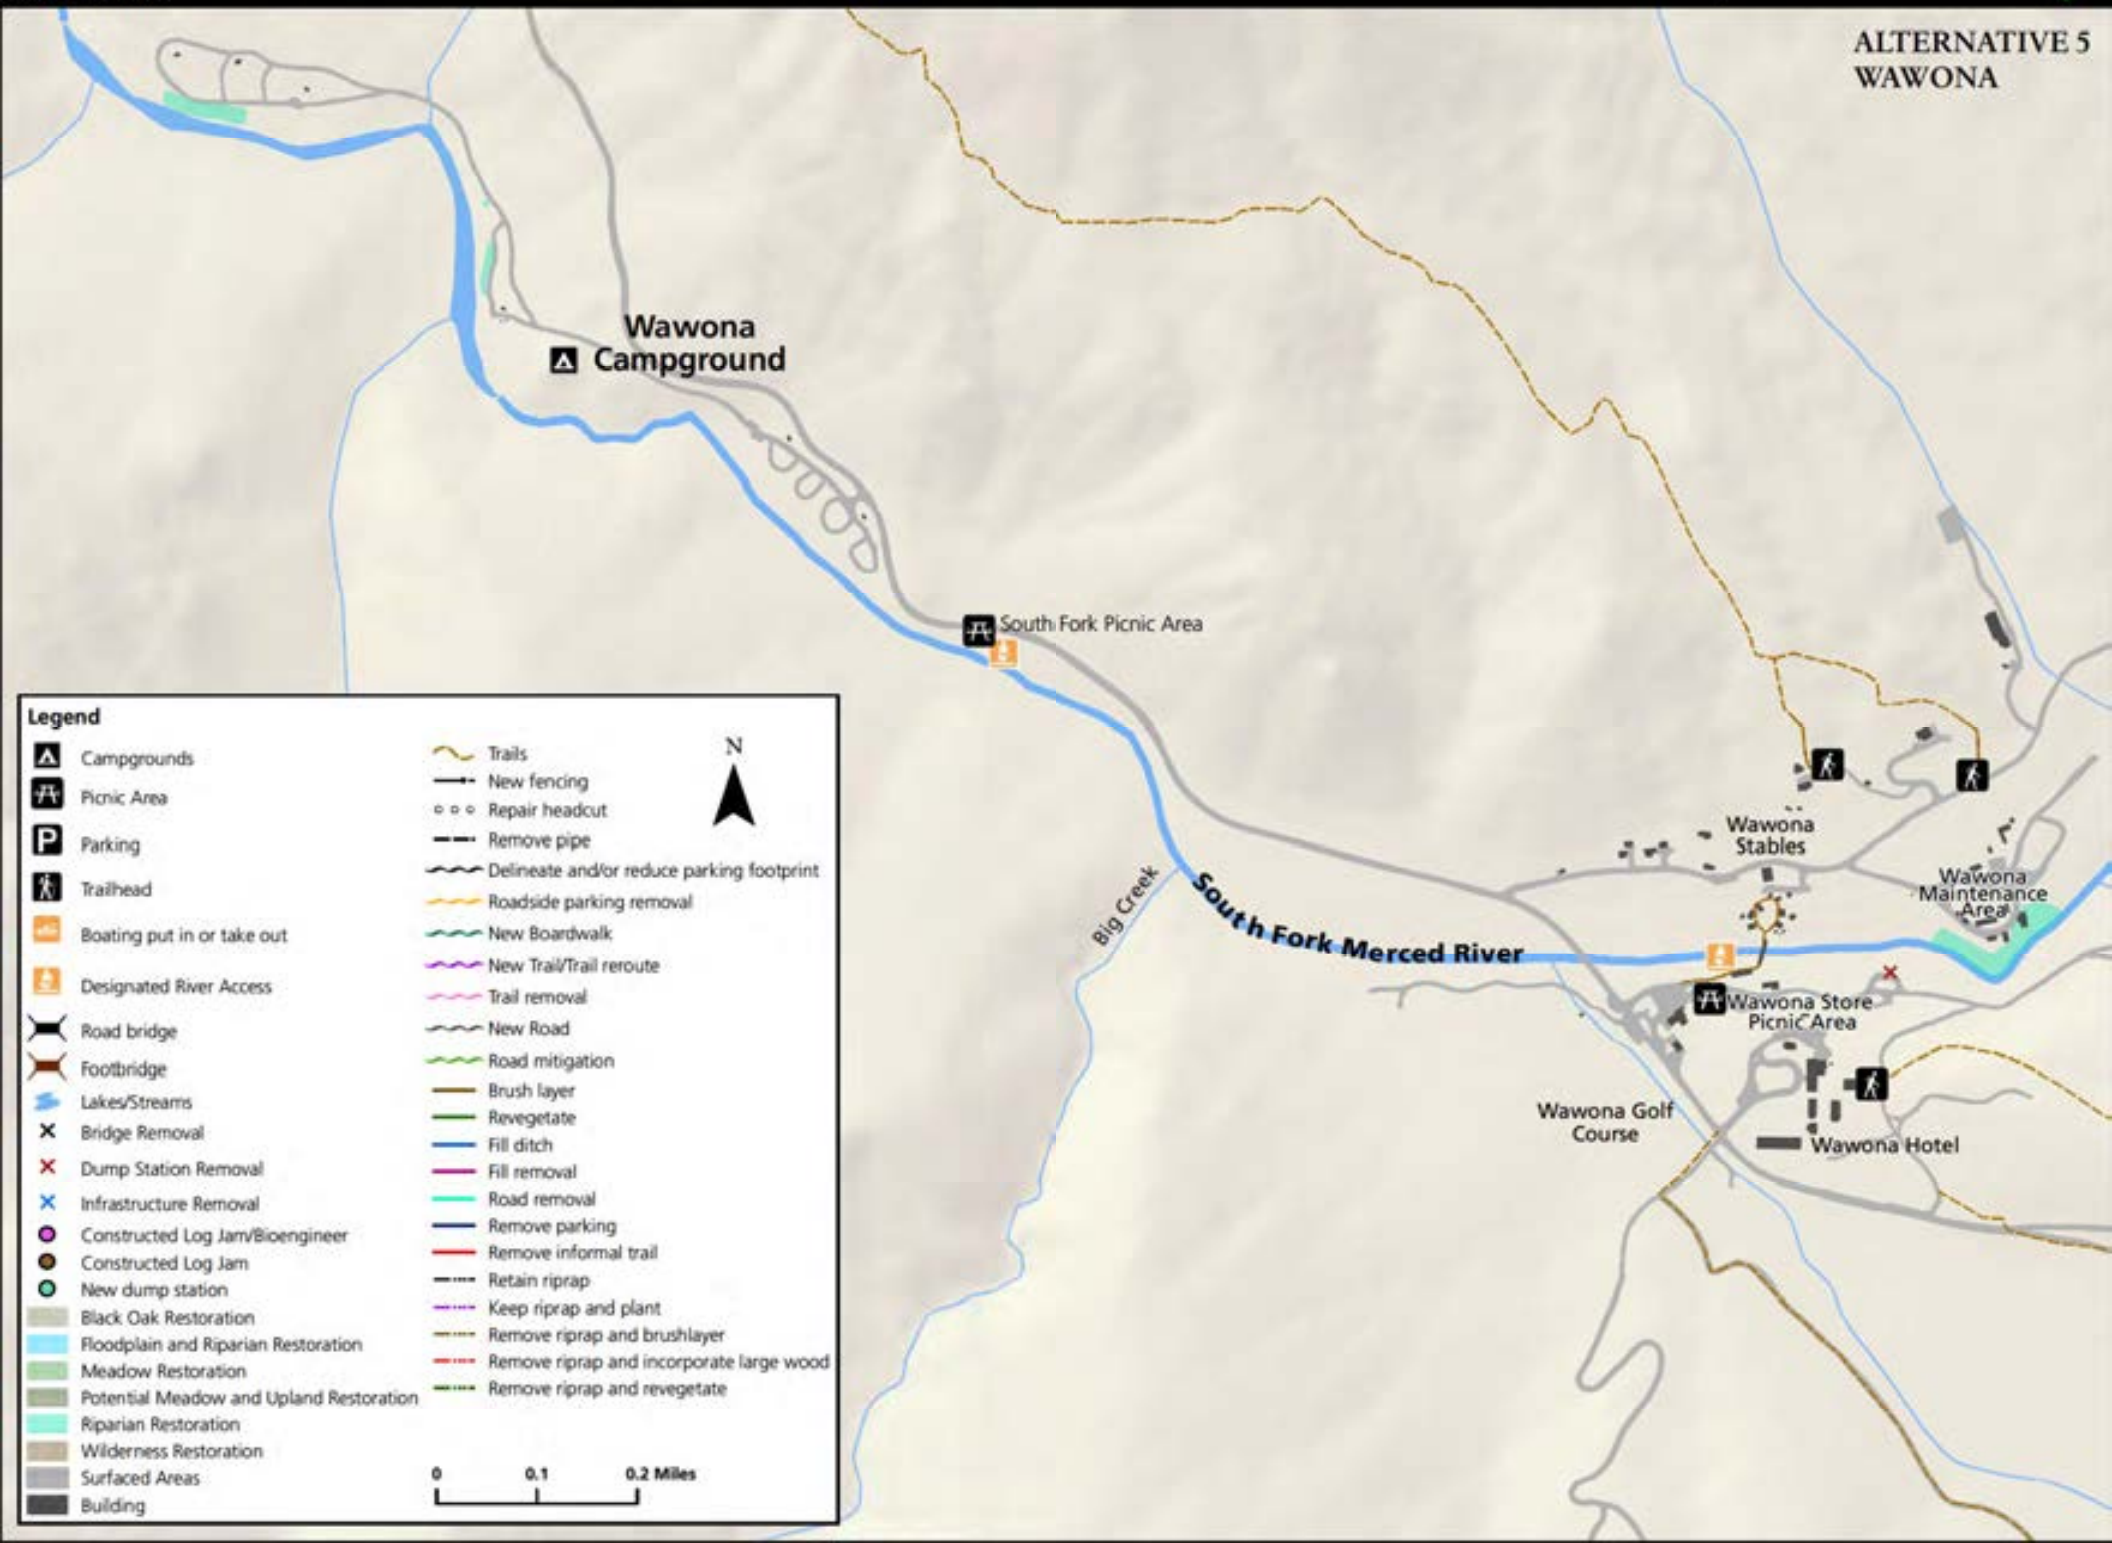 ALTERNATIVE 5
WAWONA
Wawona
Campground
South Fork Picnic Area
Wawona
Stables
Wawona
Maintenance
Area
Big Creek
South Fork Merced River
Wawona Store
Picnic Area
Wawona Golf
Course
Wawona Hotel
Legend
Campgrounds
Picnic Area
P
Parking
Trailhead
Boating put in or take out
Designated River Access
Road bridge
Footbridge
Lakes/Streams
Bridge Removal
Dump Station Removal
Infrastructure Removal
Constructed Log Jam/Bioengineer
Constructed Log Jam
New dump station
Black Oak Restoration
Floodplain and Riparian Restoration
Meadow Restoration
Potential Meadow and Upland Restoration
Riparian Restoration
Wilderness Restoration
Surfaced Areas
Building
Trails
New fencing
Repair headcut
Remove pipe
Delineate and/or reduce parking footprint
Roadside parking removal
New Boardwalk
New Trail/Trail reroute
Trail removal
New Road
Road mitigation
Brush layer
Revegetate
Fill ditch
Fill removal
Road removal
Remove parking
Remove informal trail
Retain riprap
Keep riprap and plant
Remove riprap and brushlayer
Remove riprap and incorporate large wood
Remove riprap and revegetate
N
0 0.1 0.2 Miles